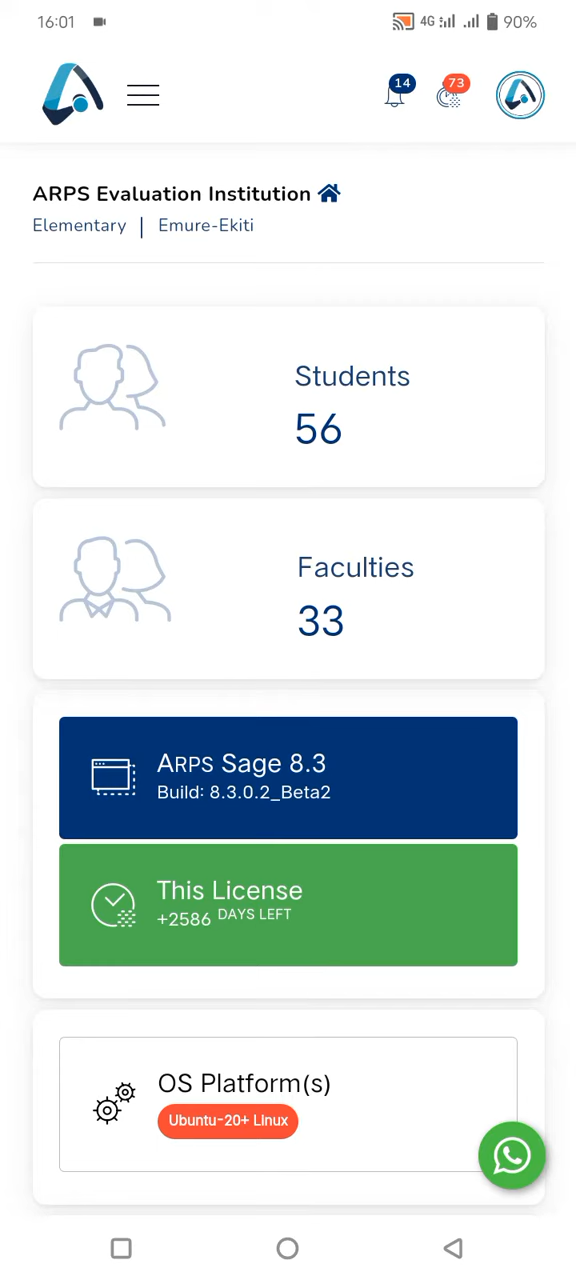 16:01
4G
90%
14
73
ARPS Evaluation Institution
Elementary | Emure-Ekiti
Students
56
Faculties
33
ARPS Sage 8.3
Build: 8.3.0.2_Beta2
This License
+2586 DAYS LEFT
OS Platform(s)
Ubuntu-20+ Linux